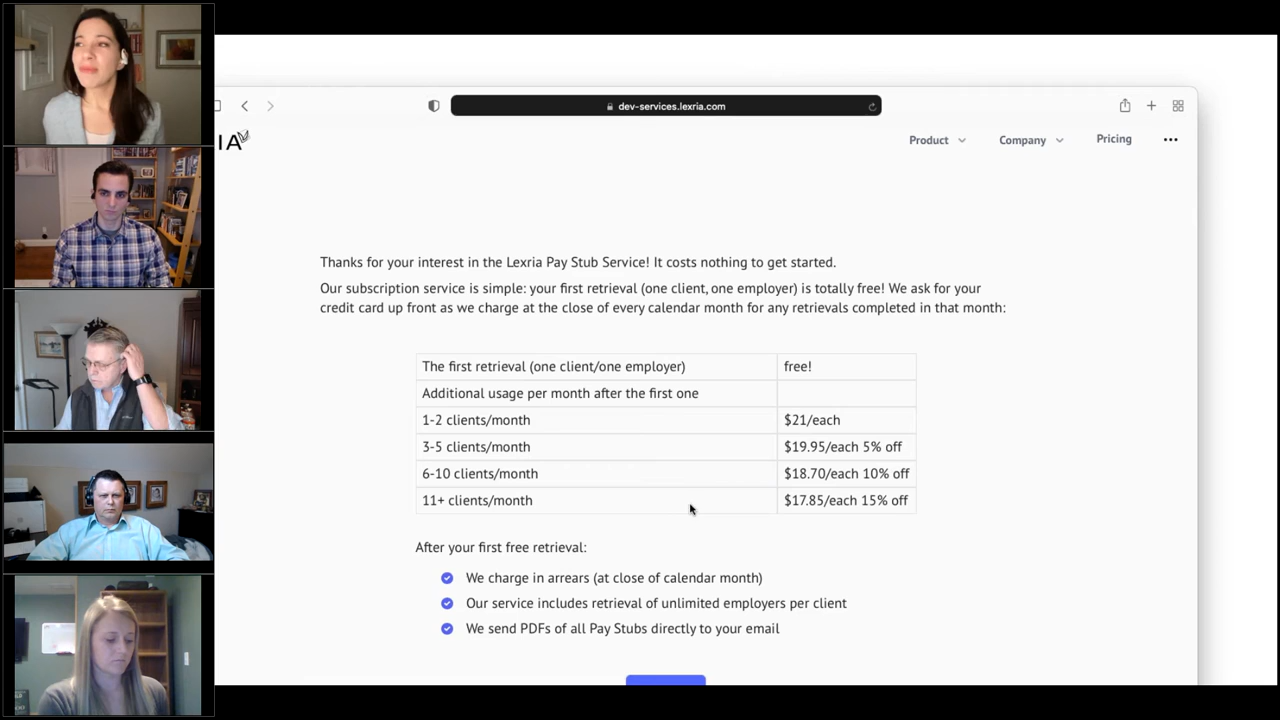 dev-services.lexria.com
IA
Product
Company
Pricing
Thanks for your interest in the Lexria Pay Stub Service! It costs nothing to get started.
Our subscription service is simple: your first retrieval (one client, one employer) is totally free! We ask for your
credit card up front as we charge at the close of every calendar month for any retrievals completed in that month:
The first retrieval (one client/one employer) free!
Additional usage per month after the first one
1-2 clients/month $21/each
3-5 clients/month $19.95/each 5% off
6-10 clients/month $18.70/each 10% off
11+ clients/month $17.85/each 15% off
After your first free retrieval:
We charge in arrears (at close of calendar month)
Our service includes retrieval of unlimited employers per client
We send PDFs of all Pay Stubs directly to your email